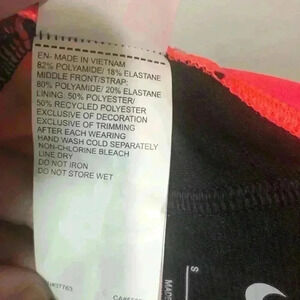 EN- MADE IN VIETNAM
82% POLYAMIDE/ 18% ELASTANE
MIDDLE FRONT/STRAP:
80% POLYAMIDE/ 20% ELASTANE
LINING: 50% POLYESTER/
50% RECYCLED POLYESTER
EXCLUSIVE OF DECORATION
EXCLUSIVE OF TRIMMING
AFTER EACH WEARING
HAND WASH COLD SEPARATELY
NON-CHLORINE BLEACH
LINE DRY
DO NOT IRON
DO NOT STORE WET
S